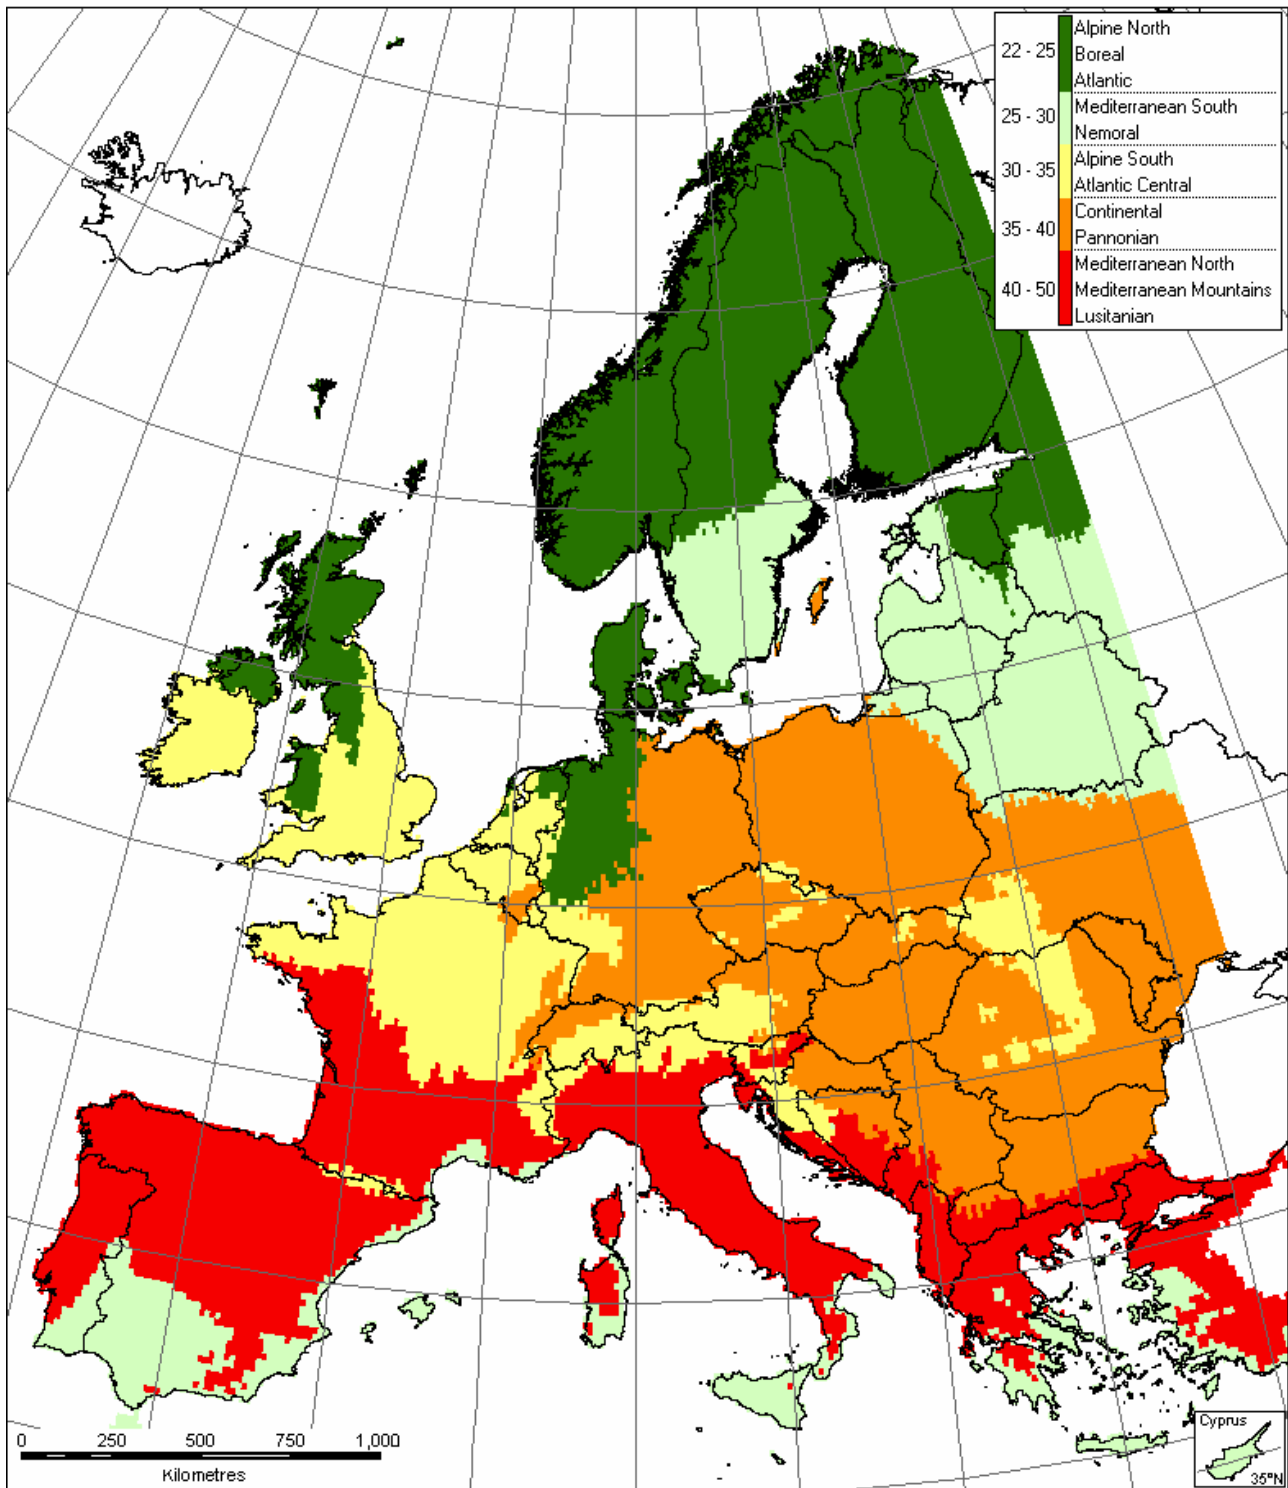 22 - 25
Alpine North
Boreal
Atlantic
25 - 30
Mediterranean South
Nemoral
30 - 35
Alpine South
Atlantic Central
35 - 40
Continental
Pannonian
40 - 50
Mediterranean North
Mediterranean Mountains
Lusitanian
0 250 500 750 1,000
Kilometres
Cyprus
35°N